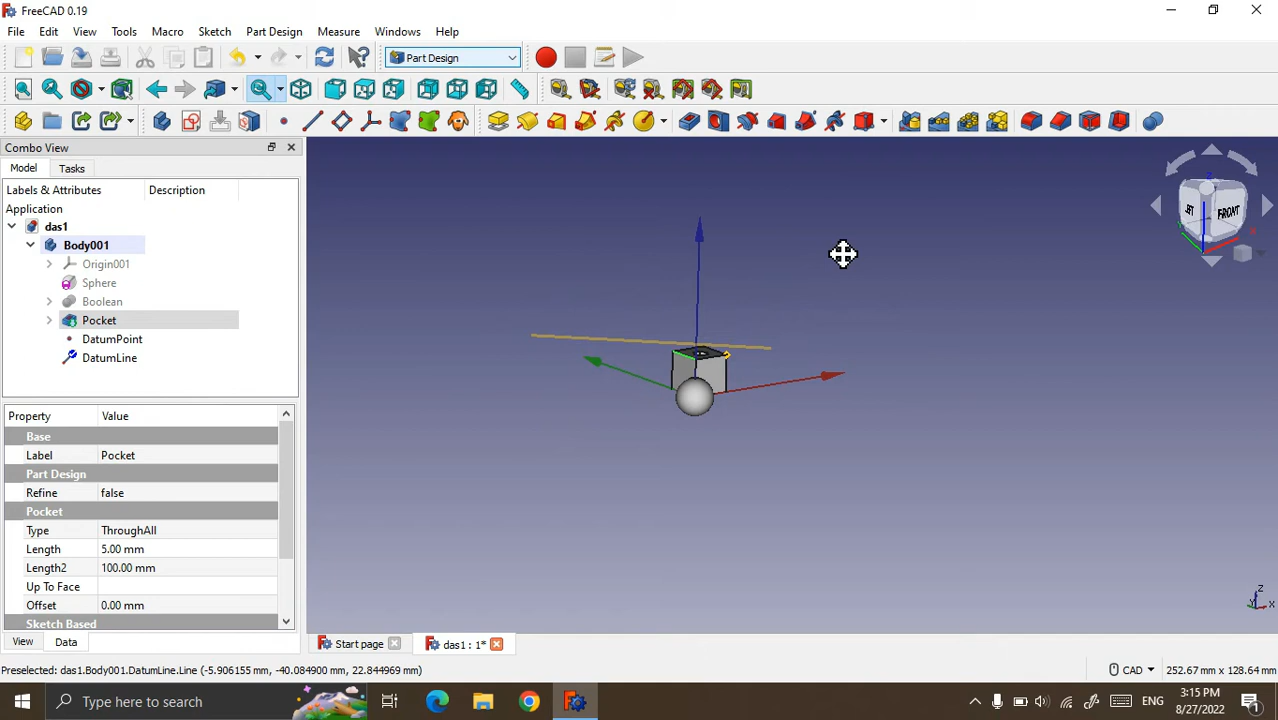 FreeCAD 0.19
File Edit View Tools Macro Sketch Part Design Measure Windows Help
Part Design
Combo View
Model Tasks
Labels & Attributes Description
Application
das1
Body001
Origin001
Sphere
Boolean
Pocket
DatumPoint
DatumLine
Property Value
Base
Label Pocket
Part Design
Refine false
Pocket
Type ThroughAll
Length 5.00 mm
Length2 100.00 mm
Up To Face
Offset 0.00 mm
Sketch Based
View Data
Start page das1 : 1*
FRONT
Z
X
Z
X
Preselected: das1.Body001.DatumLine.Line (-5.906155 mm, -40.084900 mm, 22.844969 mm)
CAD 252.67 mm x 128.64 mm
Type here to search
ENG
3:15 PM
8/27/2022
1